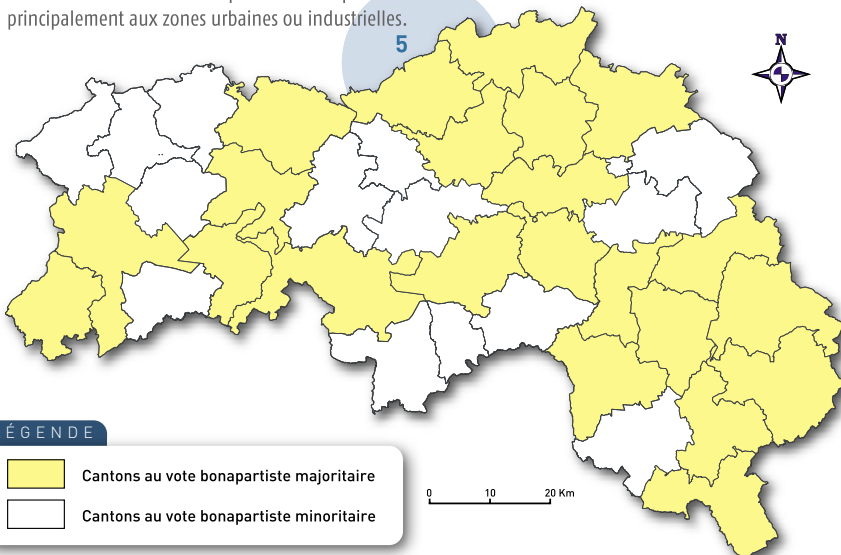 principalement aux zones urbaines ou industrielles.
5
N
ÉGENDE
Cantons au vote bonapartiste majoritaire
Cantons au vote bonapartiste minoritaire
0 10 20 Km